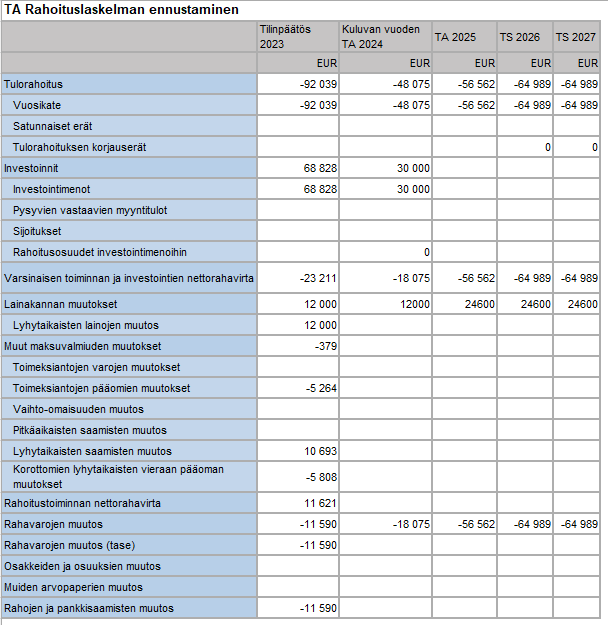 TA Rahoituslaskelman ennustaminen
Tilinpäätös 2023 Kuluvan vuoden TA 2024 TA 2025 TS 2026 TS 2027
EUR EUR EUR EUR EUR
Tulorahoitus -92 039 -48 075 -56 562 -64 989 -64 989
Vuosikate -92 039 -48 075 -56 562 -64 989 -64 989
Satunnaiset erät
Tulorahoituksen korjauserät 0 0
Investoinnit 68 828 30 000
Investointimenot 68 828 30 000
Pysyvien vastaavien myyntitulot
Sijoitukset
Rahoitusosuudet investointimenoihin 0
Varsinaisen toiminnan ja investointien nettorahavirta -23 211 -18 075 -56 562 -64 989 -64 989
Lainakannan muutokset 12 000 12000 24600 24600 24600
Lyhytaikaisten lainojen muutos 12 000
Muut maksuvalmiuden muutokset -379
Toimeksiantojen varojen muutokset
Toimeksiantojen pääomien muutokset -5 264
Vaihto-omaisuuden muutos
Pitkäaikaisten saamisten muutos
Lyhytaikaisten saamisten muutos 10 693
Korottomien lyhytaikaisten vieraan pääoman
muutokset -5 808
Rahoitustoiminnan nettorahavirta 11 621
Rahavarojen muutos -11 590 -18 075 -56 562 -64 989 -64 989
Rahavarojen muutos (tase) -11 590
Osakkeiden ja osuuksien muutos
Muiden arvopaperien muutos
Rahojen ja pankkisaamisten muutos -11 590